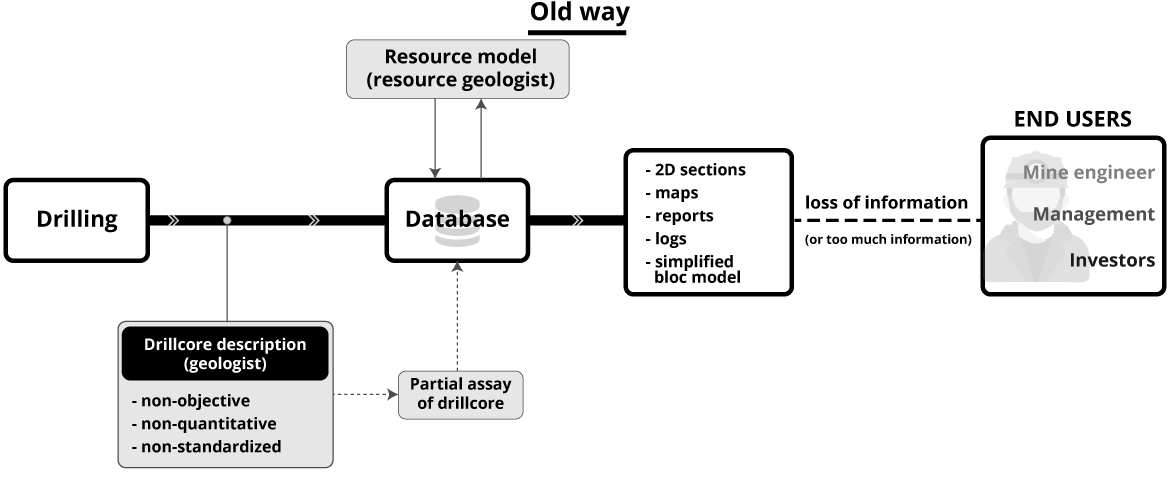 Old way
Resource model
(resource geologist)
END USERS
Drilling
Database
- 2D sections
- maps
- reports
- logs
- simplified
bloc model
loss of information
(or too much information)
Mine engineer
Management
Investors
Drillcore description
(geologist)
- non-objective
- non-quantitative
- non-standardized
Partial assay
of drillcore